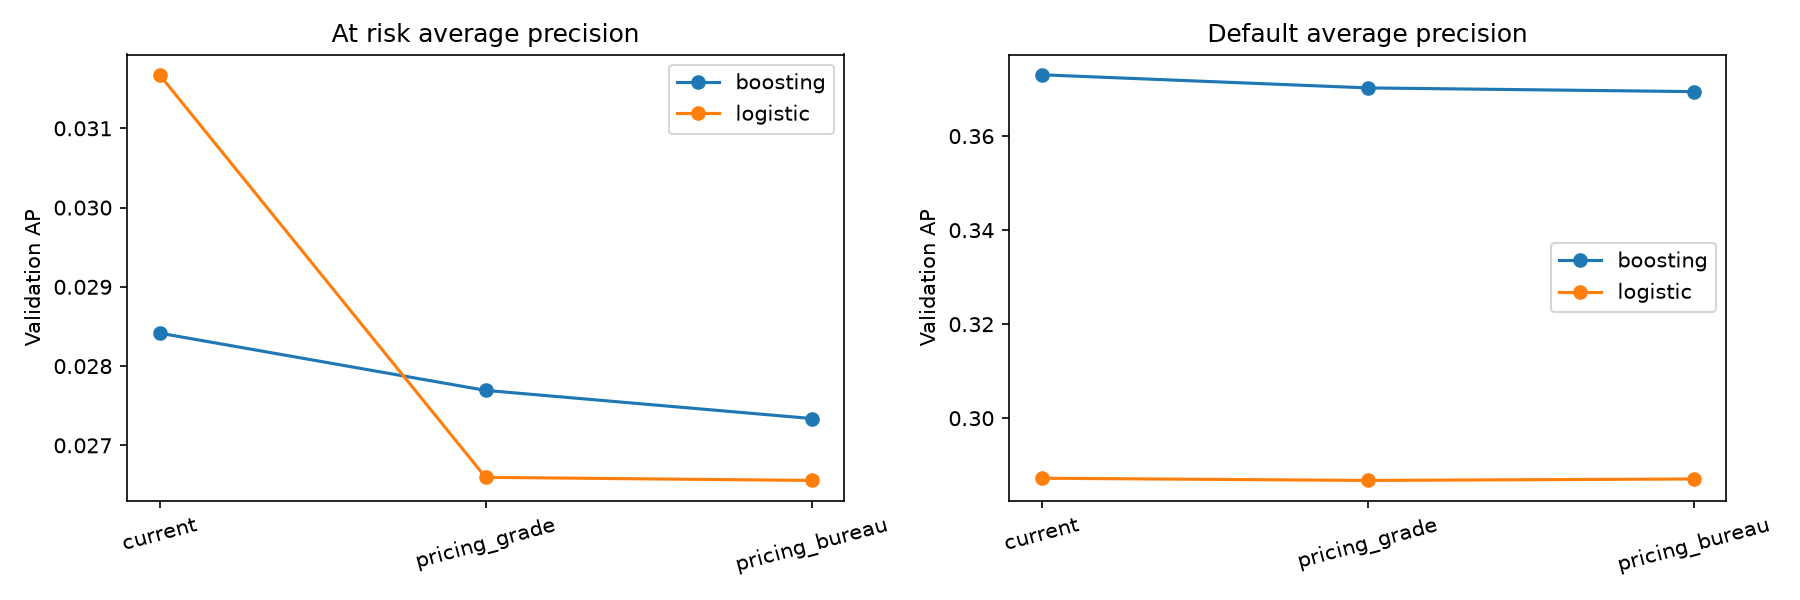 At risk average precision
Validation AP
0.031
0.030
0.029
0.028
0.027
boosting
logistic
current
pricing_grade
pricing_bureau
Default average precision
Validation AP
0.36
0.34
0.32
0.30
boosting
logistic
current
pricing_grade
pricing_bureau